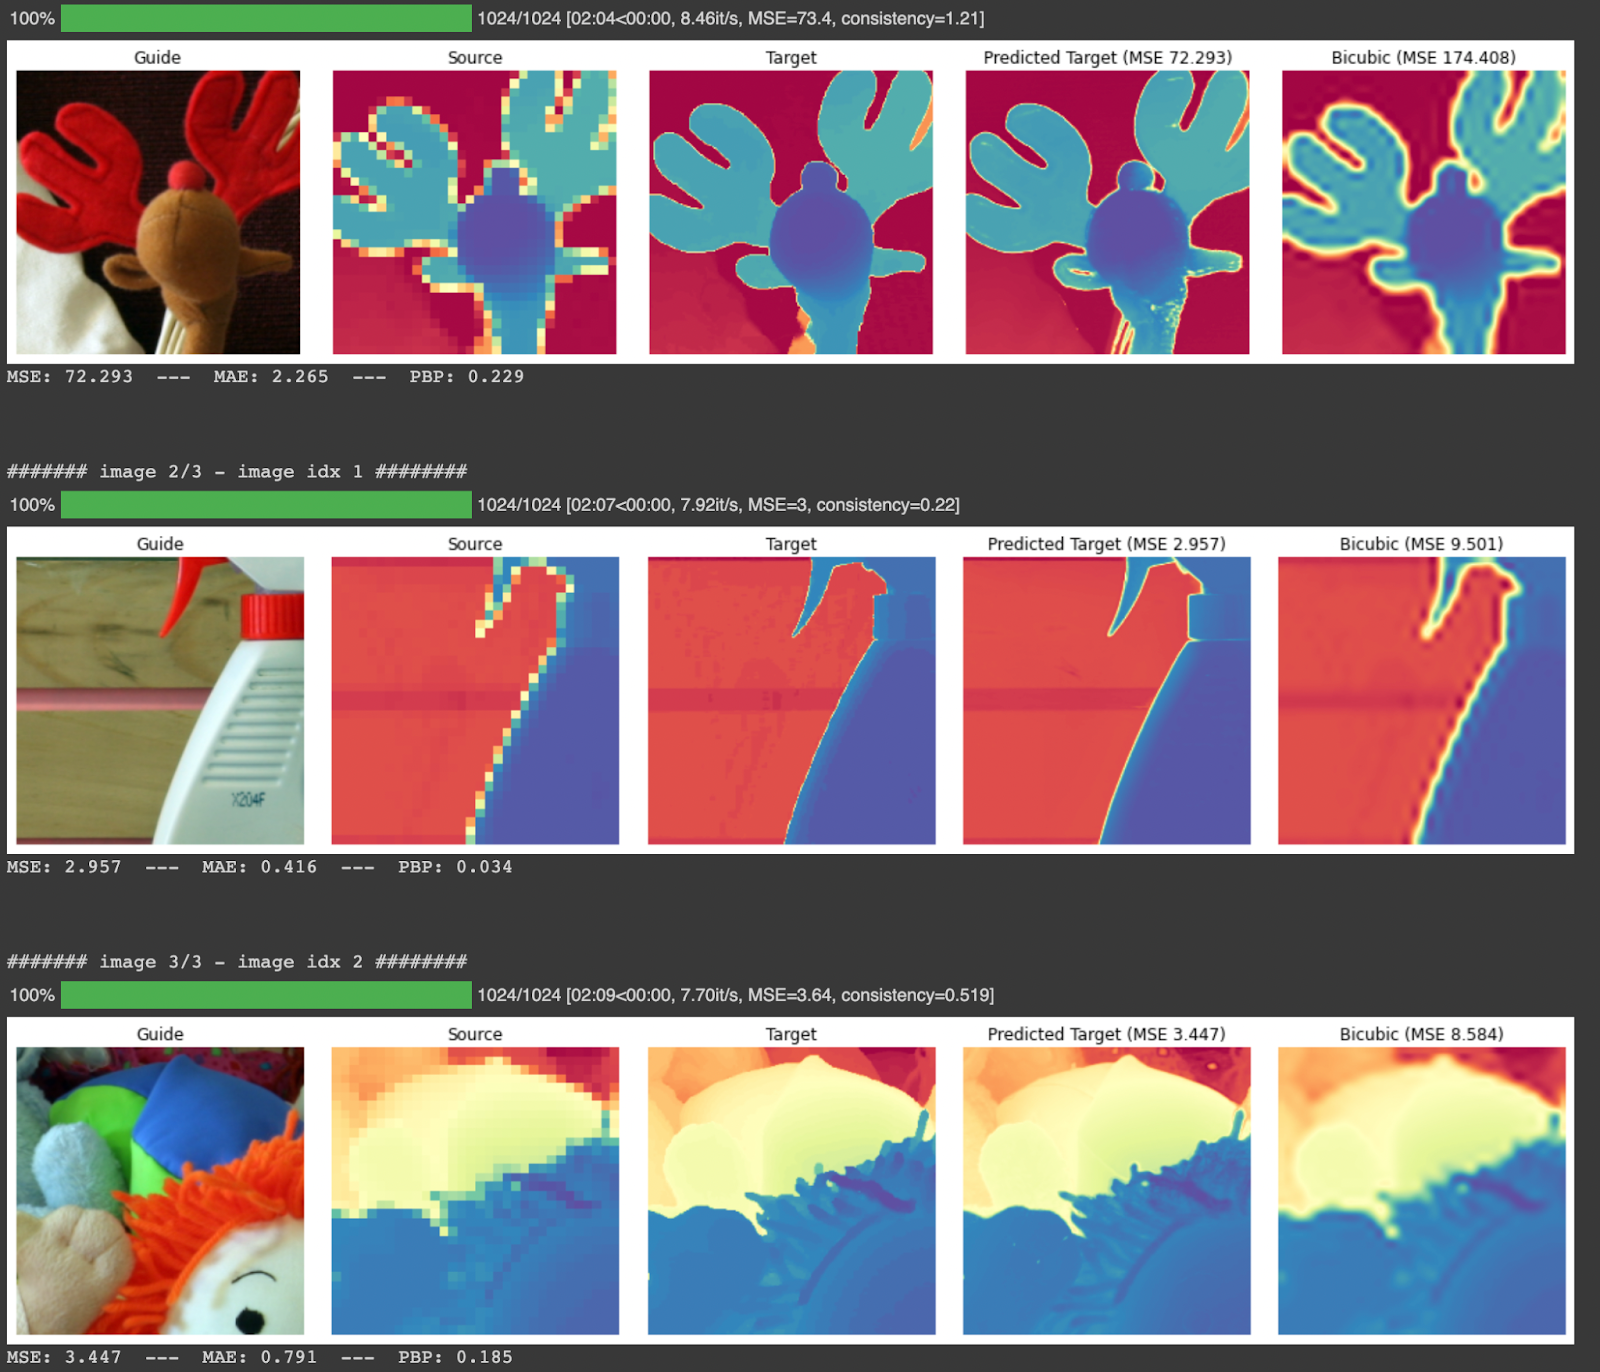 100% 1024/1024 [02:04<00:00, 8.46it/s, MSE=73.4, consistency=1.21]
Guide Source Target Predicted Target (MSE 72.293) Bicubic (MSE 174.408)
MSE: 72.293 --- MAE: 2.265 --- PBP: 0.229
####### image 2/3 - image idx 1 ########
100% 1024/1024 [02:07<00:00, 7.92it/s, MSE=3, consistency=0.22]
Guide Source Target Predicted Target (MSE 2.957) Bicubic (MSE 9.501)
X204F
MSE: 2.957 --- MAE: 0.416 --- PBP: 0.034
####### image 3/3 - image idx 2 ########
100% 1024/1024 [02:09<00:00, 7.70it/s, MSE=3.64, consistency=0.519]
Guide Source Target Predicted Target (MSE 3.447) Bicubic (MSE 8.584)
MSE: 3.447 --- MAE: 0.791 --- PBP: 0.185